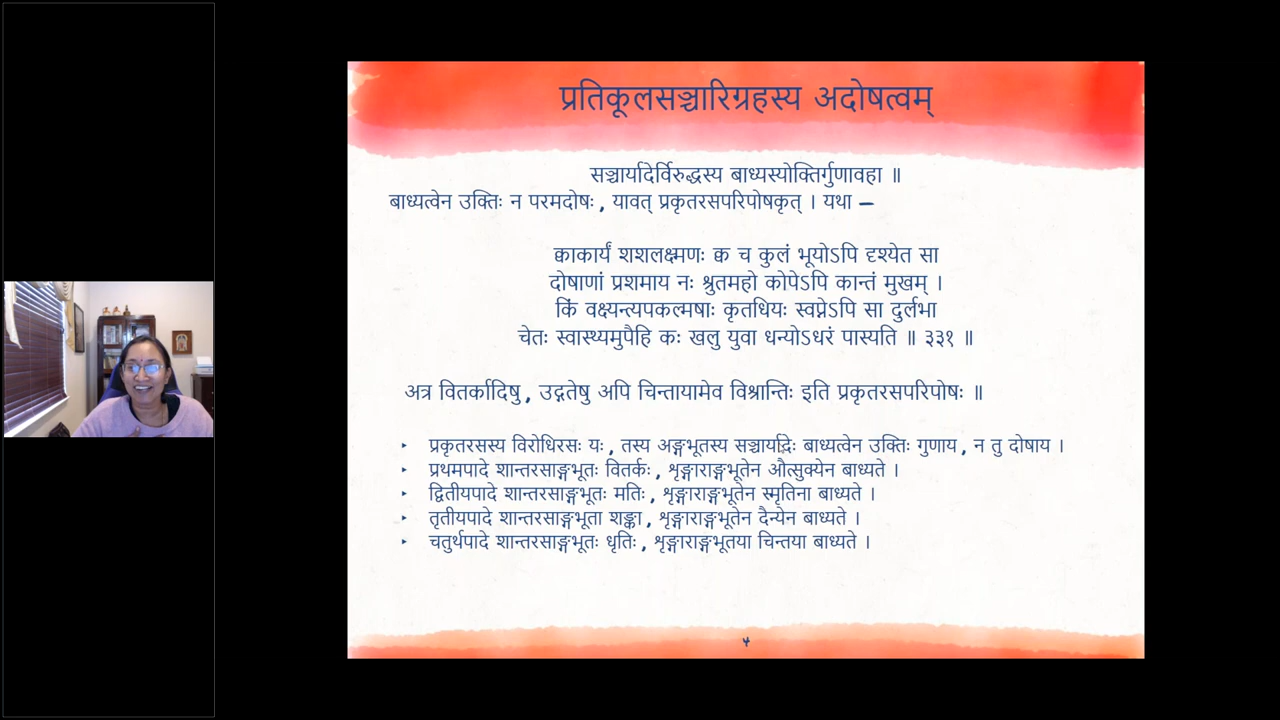 प्रतिकूलसञ्चारिग्रहस्य अदोषत्वम्
सञ्चार्यादेर्विरुद्धस्य बाध्यस्योक्तिर्गुणावहा ॥
बाध्यत्वेन उक्तिः न परमदोषः , यावत् प्रकृतरसपरिपोषकृत् । यथा –
क्वाकार्यं शशलक्ष्मणः क्व च कुलं भूयोऽपि दृश्येत सा
दोषाणां प्रशमाय नः श्रुतमहो कोपेऽपि कान्तं मुखम् ।
किं वक्ष्यन्त्यपकल्मषाः कृतधियः स्वप्नेऽपि सा दुर्लभा
चेतः स्वास्थ्यमुपैहि कः खलु युवा धन्योऽधरं पास्यति ॥ ३३१ ॥
अत्र वितर्कादिषु , उद्गतेषु अपि चिन्तायामेव विश्रान्तिः इति प्रकृतरसपरिपोषः ॥
‣ प्रकृतरसस्य विरोधिरसः यः , तस्य अङ्गभूतस्य सञ्चार्यादेः बाध्यत्वेन उक्तिः गुणाय , न तु दोषाय ।
‣ प्रथमपादे शान्तरसाङ्गभूतः वितर्कः , शृङ्गाराङ्गभूतेन औत्सुक्येन बाध्यते ।
‣ द्वितीयपादे शान्तरसाङ्गभूतः मतिः , शृङ्गाराङ्गभूतेन स्मृतिना बाध्यते ।
‣ तृतीयपादे शान्तरसाङ्गभूता शङ्का , शृङ्गाराङ्गभूतेन दैन्येन बाध्यते ।
‣ चतुर्थपादे शान्तरसाङ्गभूतः धृतिः , शृङ्गाराङ्गभूतया चिन्तया बाध्यते ।
४